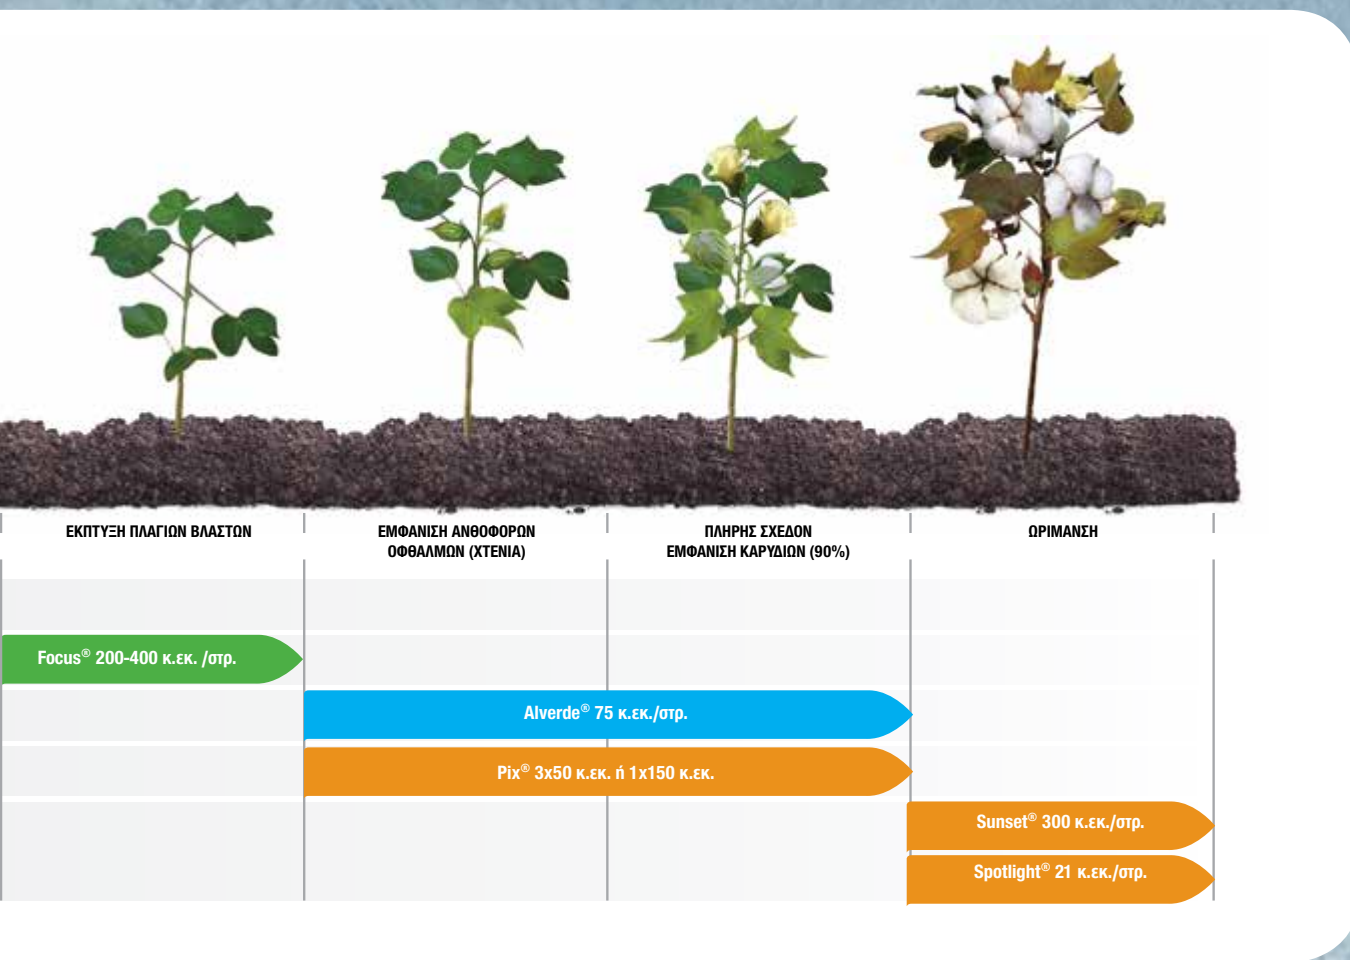 ΕΚΠΤΥΞΗ ΠΛΑΓΙΩΝ ΒΛΑΣΤΩΝ
ΕΜΦΑΝΙΣΗ ΑΝΘΟΦΟΡΩΝ
ΟΦΘΑΛΜΩΝ (ΧΤΕΝΙΑ)
ΠΛΗΡΗΣ ΣΧΕΔΟΝ
ΕΜΦΑΝΙΣΗ ΚΑΡΥΔΙΩΝ (90%)
ΩΡΙΜΑΝΣΗ
Focus® 200-400 κ.εκ. /στρ.
Alverde® 75 κ.εκ./στρ.
Pix® 3x50 κ.εκ. ή 1x150 κ.εκ.
Sunset® 300 κ.εκ./στρ.
Spotlight® 21 κ.εκ./στρ.